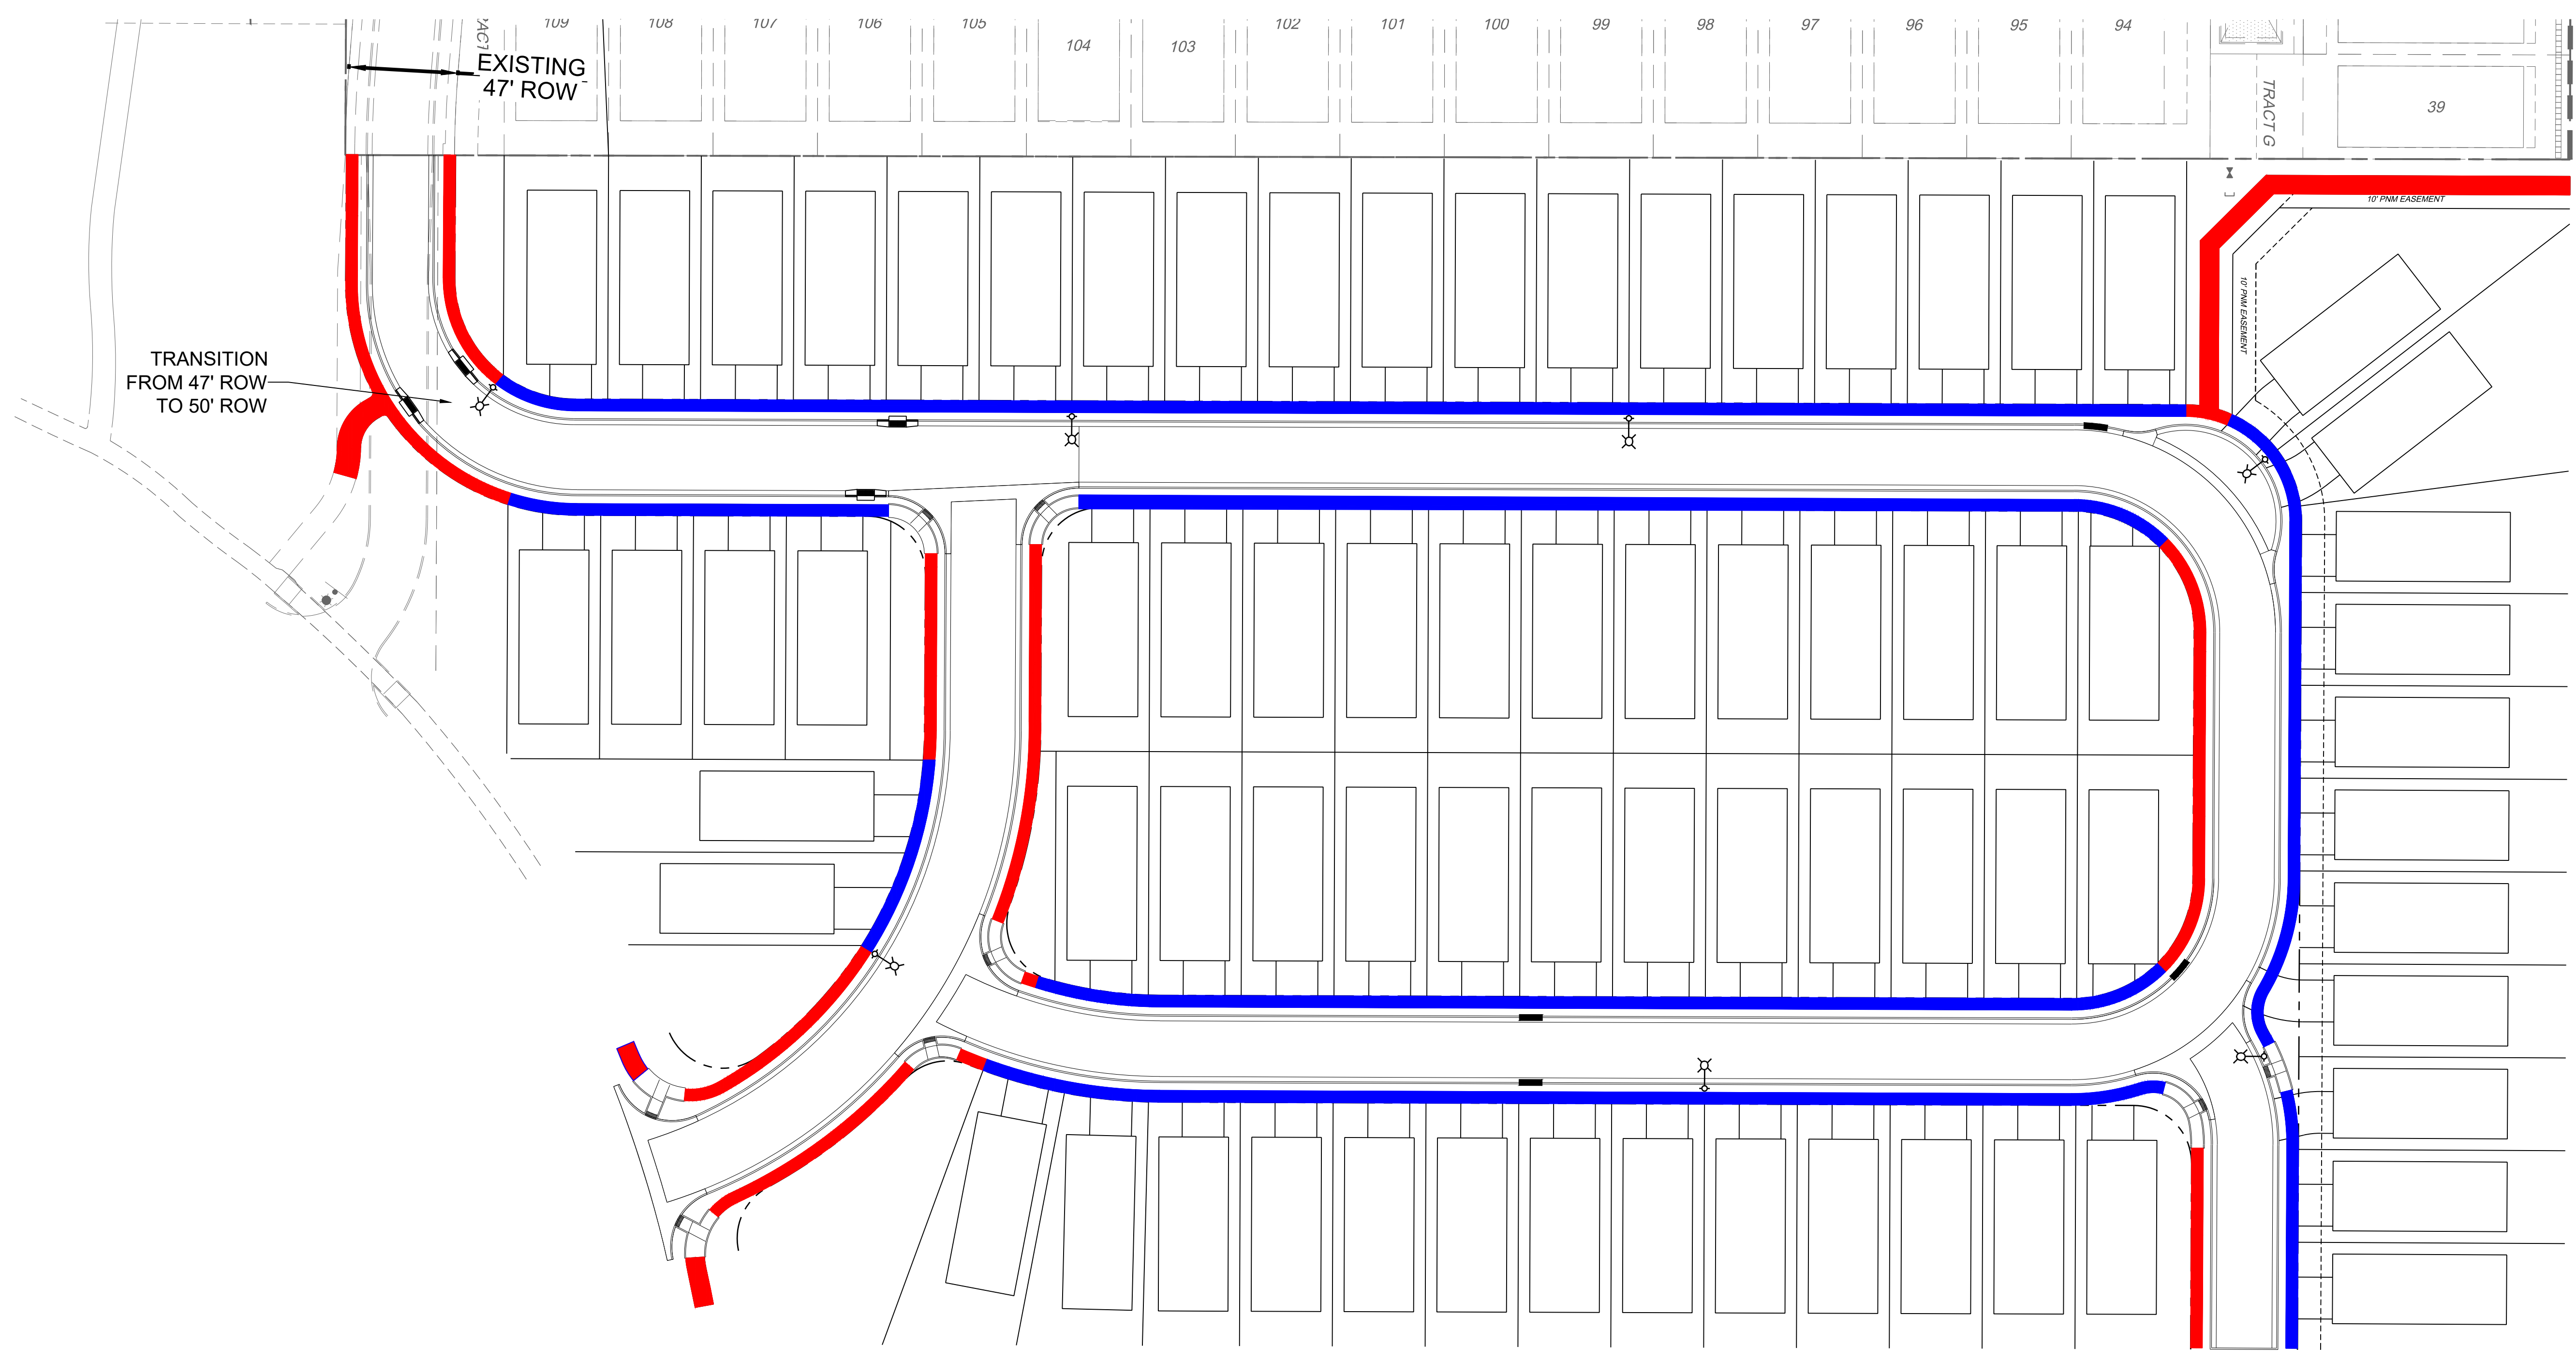 109
108
107
106
105
104
103
102
101
100
99
98
97
96
95
94
39
EXISTING
47' ROW
TRACT G
10' PNM EASEMENT
10' PNM EASEMENT
TRANSITION
FROM 47' ROW
TO 50' ROW